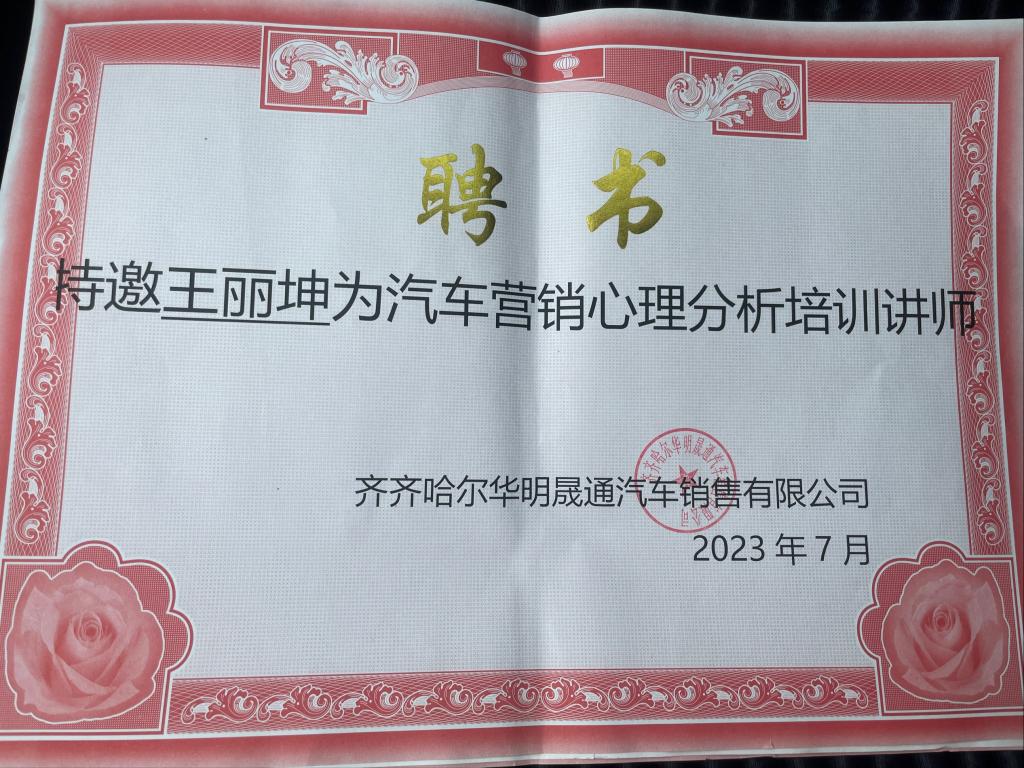 聘书
特邀王丽坤为汽车营销心理分析培训讲师
齐齐哈尔华明晟通汽车销售有限公司
2023年7月